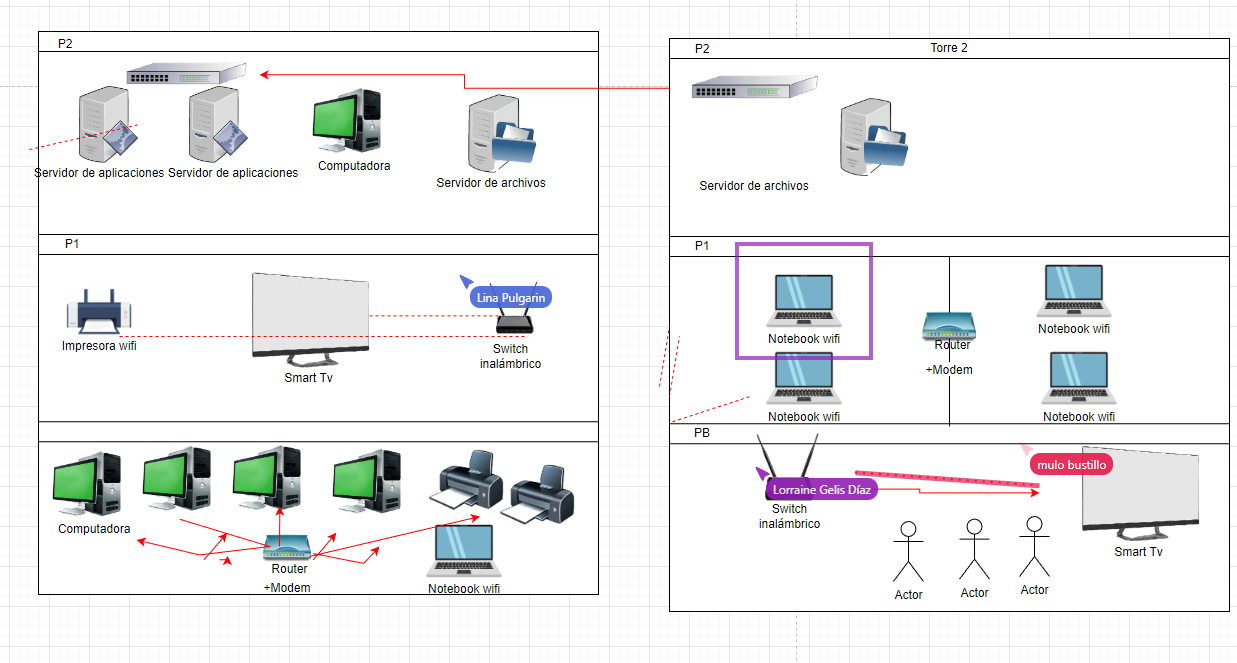 P2
Servidor de aplicaciones
Servidor de aplicaciones
Computadora
Servidor de archivos
P1
Impresora wifi
Smart Tv
Lina Pulgarin
Switch
inalámbrico
Computadora
Router
+Modem
Notebook wifi
P2
Torre 2
Servidor de archivos
P1
Notebook wifi
Notebook wifi
Router
+Modem
Notebook wifi
Notebook wifi
PB
Lorraine Gelis Díaz
Switch
inalámbrico
mulo bustillo
Smart Tv
Actor
Actor
Actor